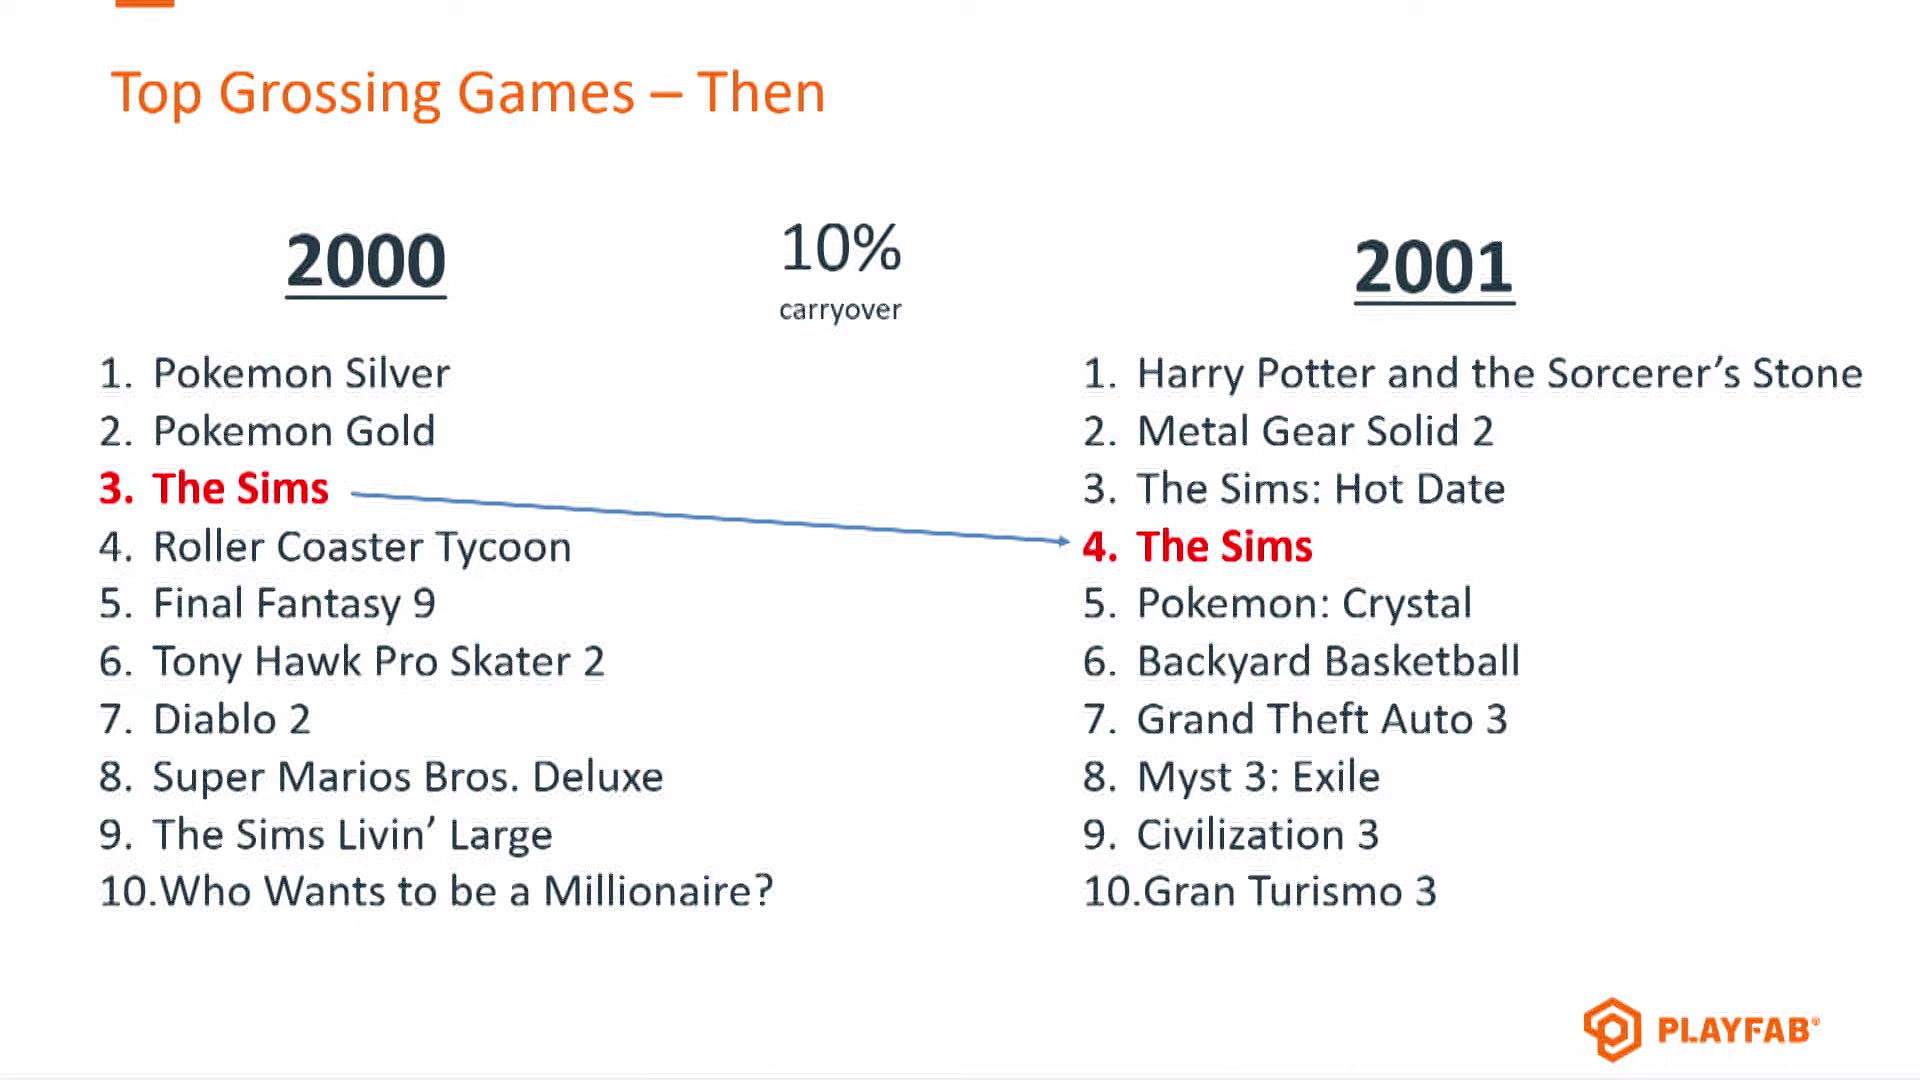 Top Grossing Games – Then
2000
10%
carryover
2001
1. Pokemon Silver
2. Pokemon Gold
3. The Sims
4. Roller Coaster Tycoon
5. Final Fantasy 9
6. Tony Hawk Pro Skater 2
7. Diablo 2
8. Super Marios Bros. Deluxe
9. The Sims Livin’ Large
10.Who Wants to be a Millionaire?
1. Harry Potter and the Sorcerer’s Stone
2. Metal Gear Solid 2
3. The Sims: Hot Date
4. The Sims
5. Pokemon: Crystal
6. Backyard Basketball
7. Grand Theft Auto 3
8. Myst 3: Exile
9. Civilization 3
10.Gran Turismo 3
PLAYFAB®